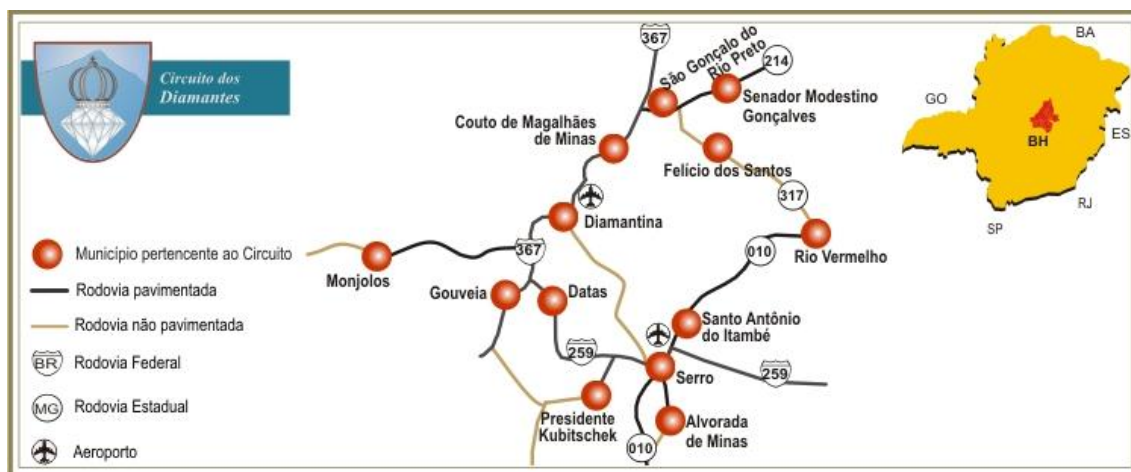 Circuito dos
Diamantes
Município pertencente ao Circuito
Rodovia pavimentada
Rodovia não pavimentada
BR
Rodovia Federal
MG
Rodovia Estadual
Aeroporto
367
São Gonçalo do
Rio Preto
214
Senador Modestino
Gonçalves
Couto de Magalhães
de Minas
Felício dos Santos
317
Diamantina
Rio Vermelho
010
367
Monjolos
Gouveia
Datas
Santo Antônio
do Itambé
259
Serro
259
Presidente
Kubitschek
Alvorada
de Minas
010
BA
GO
BH
ES
RJ
SP